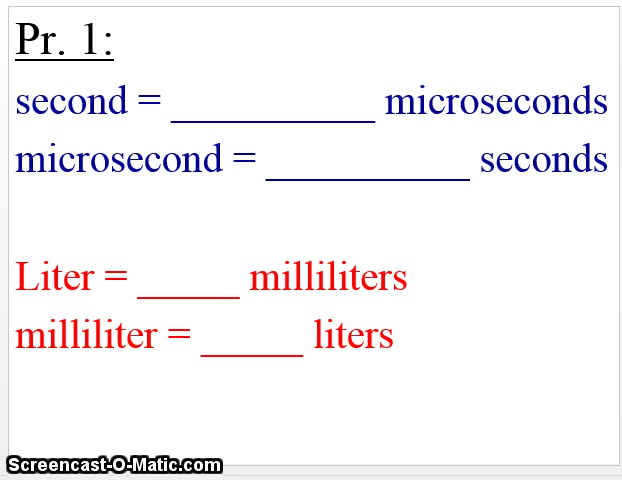 Pr. 1:
second = __________ microseconds
microsecond = __________ seconds
Liter = _____ milliliters
milliliter = _____ liters
Screencast-O-Matic.com